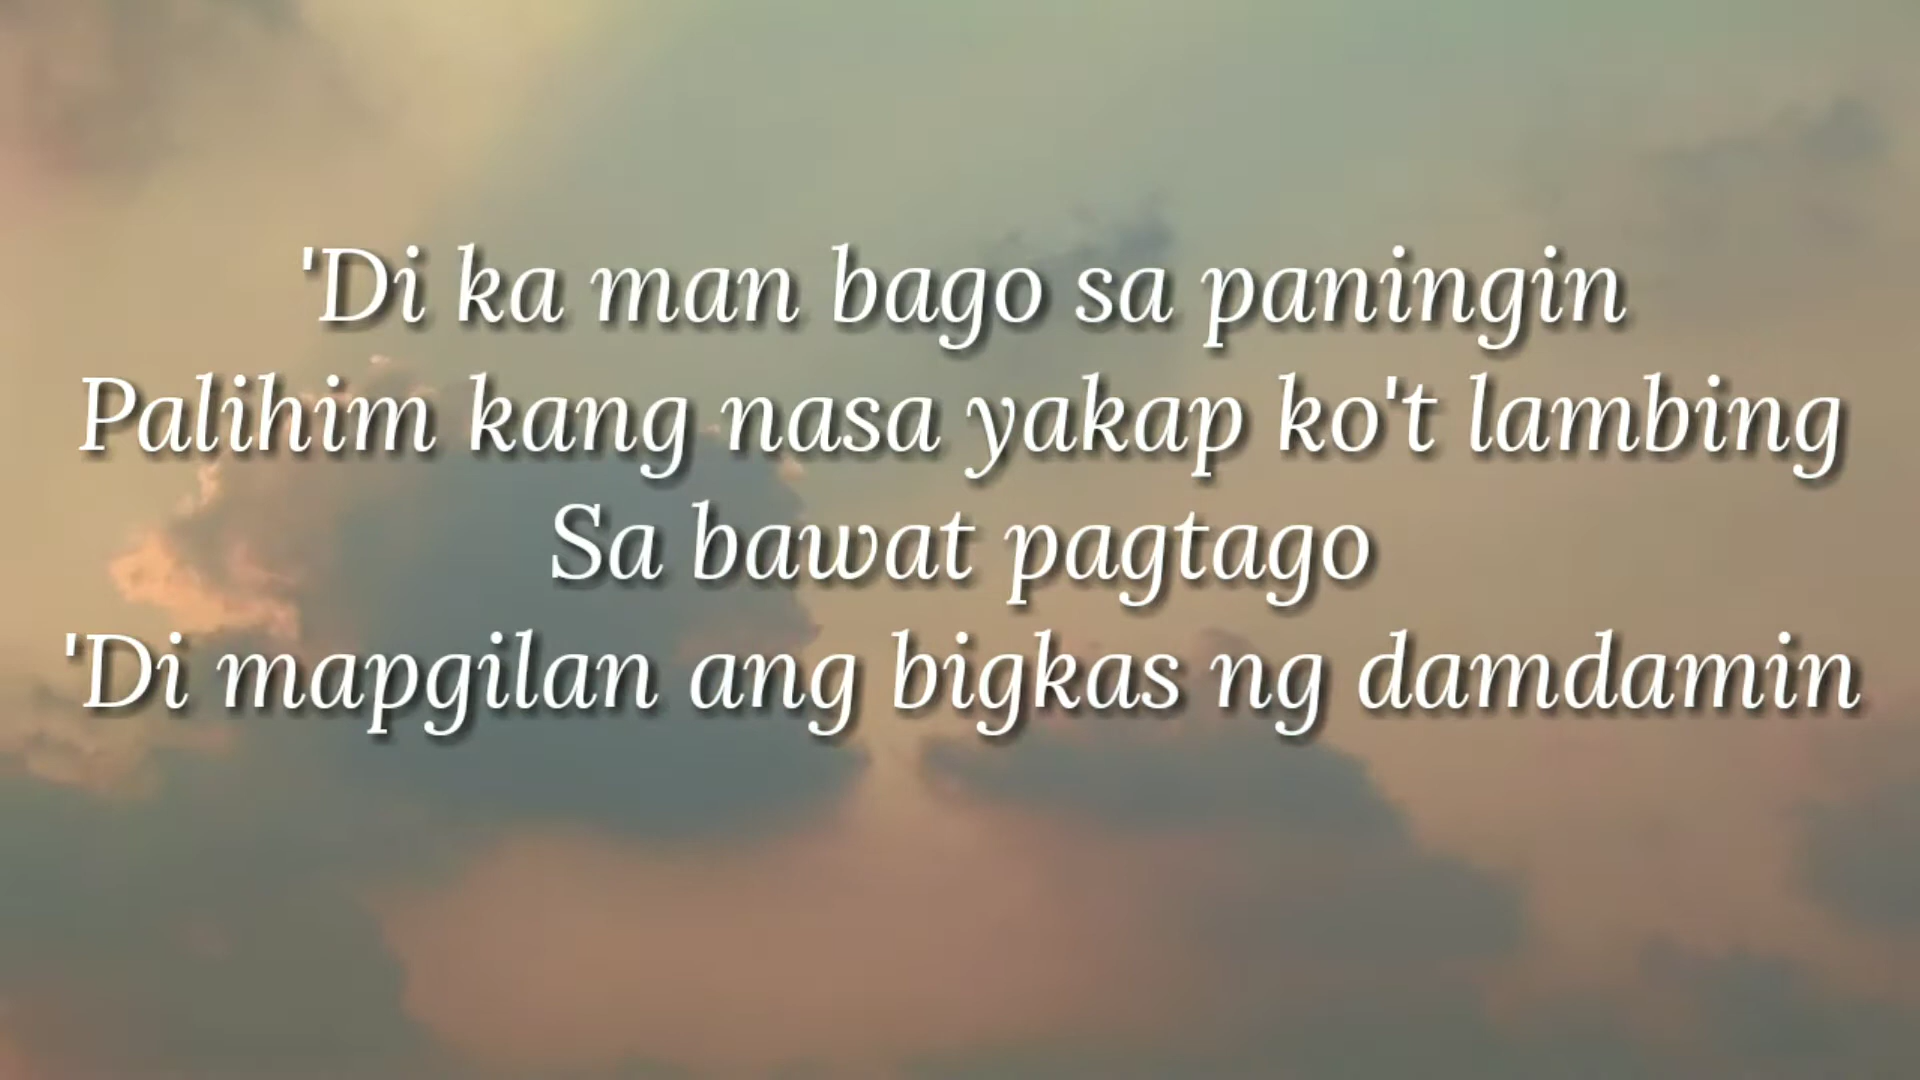 'Di ka man bago sa paningin
Palihim kang nasa yakap ko't lambing
Sa bawat pagtago
'Di mapgilan ang bigkas ng damdamin